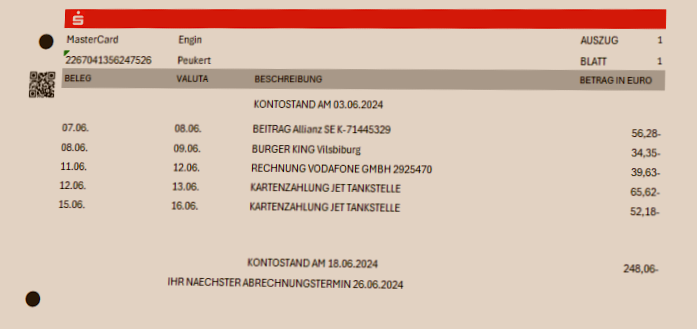 MasterCard Engin AUSZUG 1
2267041356247526 Peukert BLATT 1
BELEG VALUTA BESCHREIBUNG BETRAG IN EURO
KONTOSTAND AM 03.06.2024
07.06. 08.06. BEITRAG Allianz SE K-71445329 56,28-
08.06. 09.06. BURGER KING Vilsbiburg 34,35-
11.06. 12.06. RECHNUNG VODAFONE GMBH 2925470 39,63-
12.06. 13.06. KARTENZAHLUNG JET TANKSTELLE 65,62-
15.06. 16.06. KARTENZAHLUNG JET TANKSTELLE 52,18-
KONTOSTAND AM 18.06.2024 248,06-
IHR NAECHSTER ABRECHNUNGSTERMIN 26.06.2024